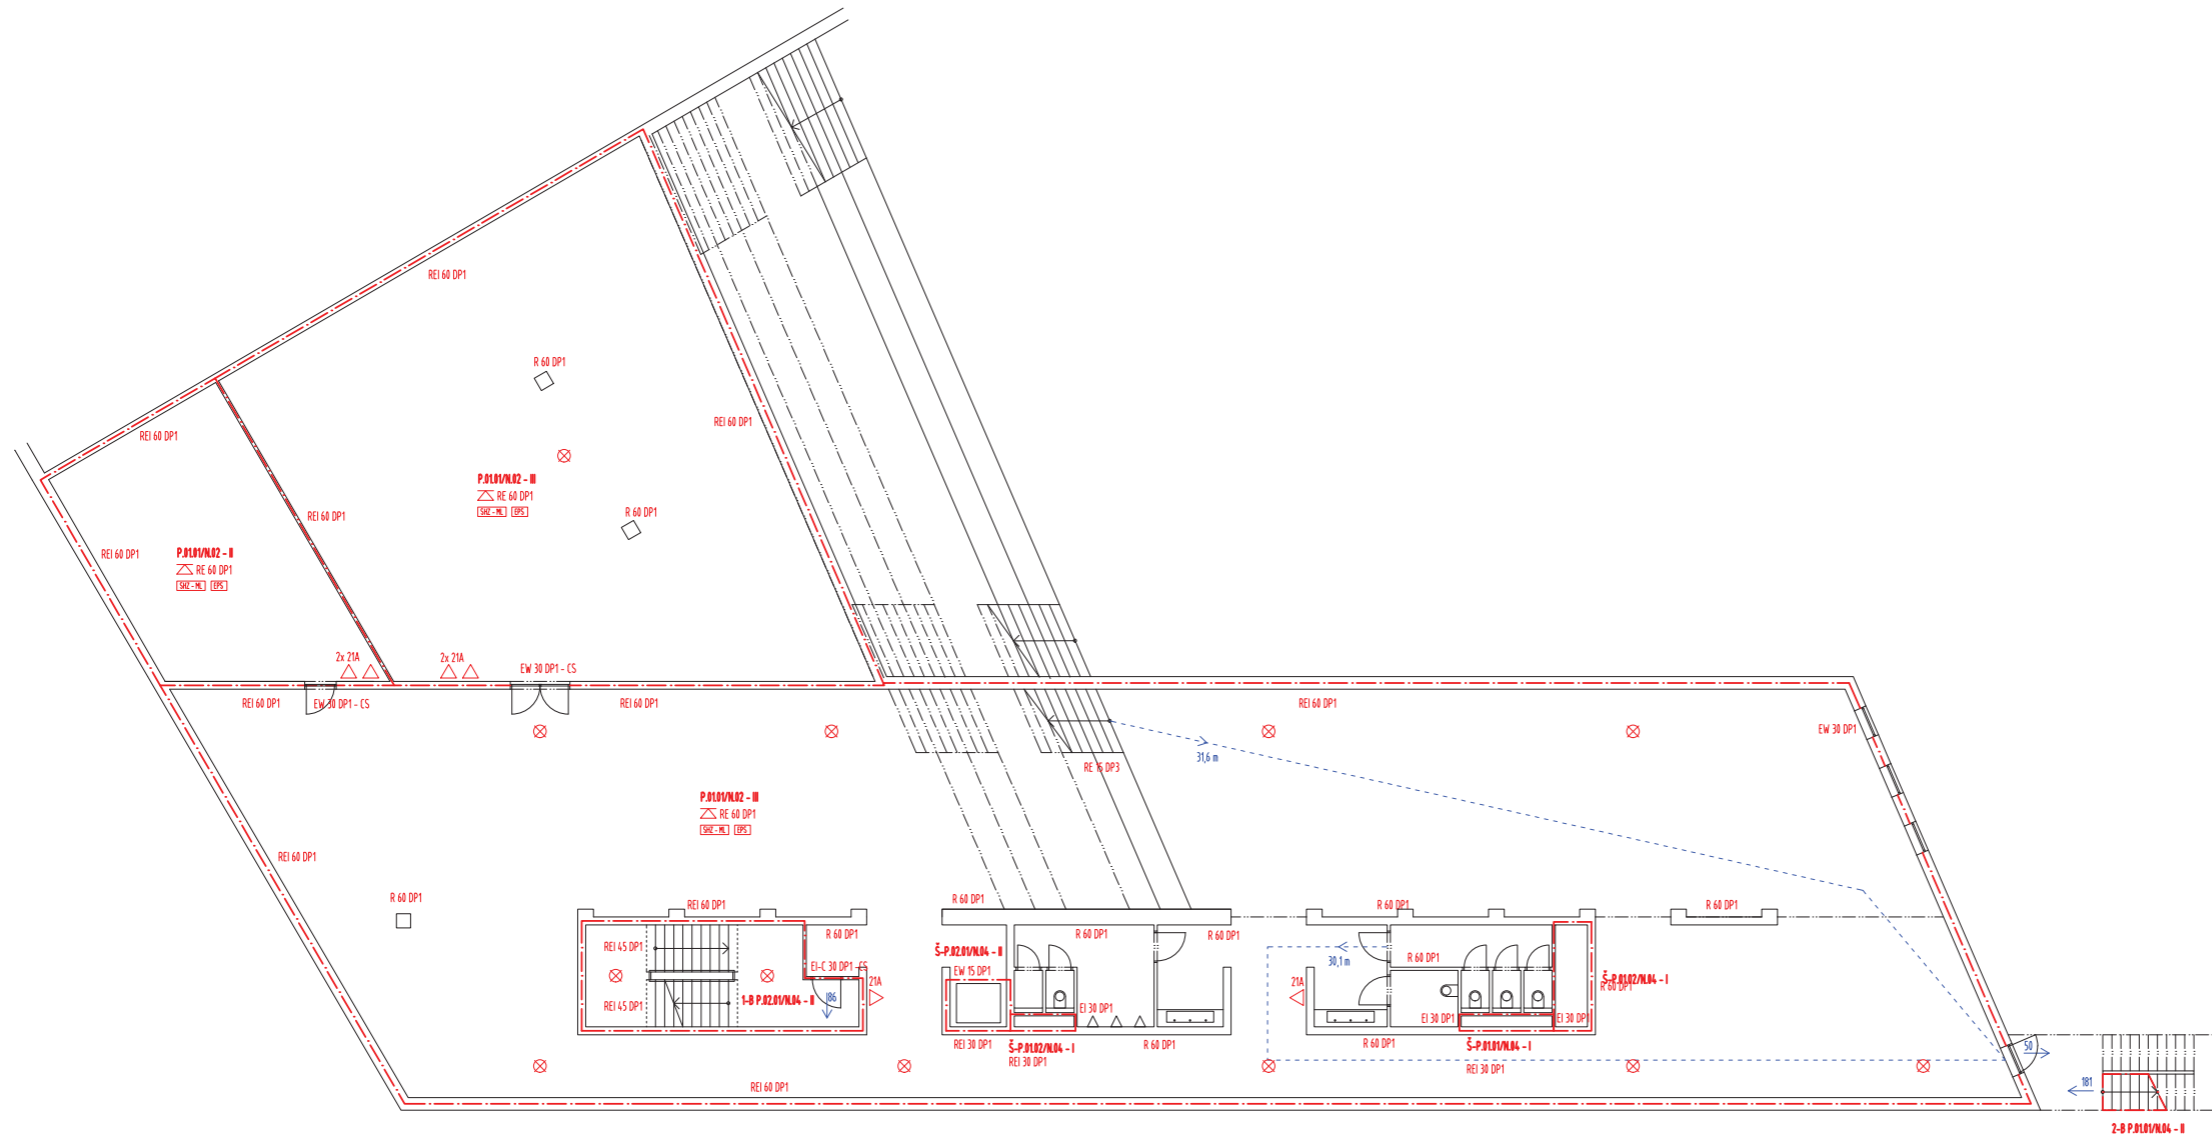 REI 60 DP1
R 60 DP1
REI 60 DP1
REI 60 DP1
P.01.01/N.02 - III
RE 60 DP1
SHZ - ML EPS
R 60 DP1
REI 60 DP1
REI 60 DP1
P.01.01/N.02 - II
RE 60 DP1
SHZ - ML EPS
2x 21A
2x 21A
EW 30 DP1 - CS
REI 60 DP1
EW 30 DP1 - CS
REI 60 DP1
REI 60 DP1
EW 30 DP1
31,6 m
RE 15 DP3
P.01.01/N.02 - III
RE 60 DP1
SHZ - ML EPS
REI 60 DP1
R 60 DP1
REI 60 DP1
R 60 DP1
R 60 DP1
R 60 DP1
R 60 DP1
R 60 DP1
R 60 DP1
REI 45 DP1
Š-P.02.01/N.04 - II
30,1 m
R 60 DP1
EI-C 30 DP1 -CS
EW 15 DP1
21A
21A
Š-P.01.02/N.04 - I
R 60 DP1
REI 45 DP1
1-B P.02.01/N.04 - II
186
EI 30 DP1
EI 30 DP1
EI 30 DP1
REI 30 DP1
Š-P.01.02/N.04 - I
REI 30 DP1
R 60 DP1
R 60 DP1
Š-P.01.01/N.04 - I
REI 30 DP1
50
REI 60 DP1
181
2-B P.01.01/N.04 - II